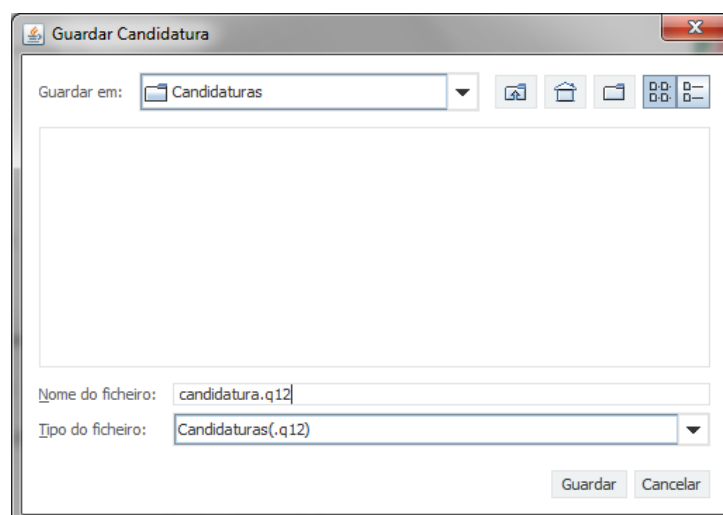 Guardar Candidatura
Guardar em: Candidaturas
Nome do ficheiro: candidatura.q12
Tipo do ficheiro: Candidaturas(.q12)
Guardar Cancelar